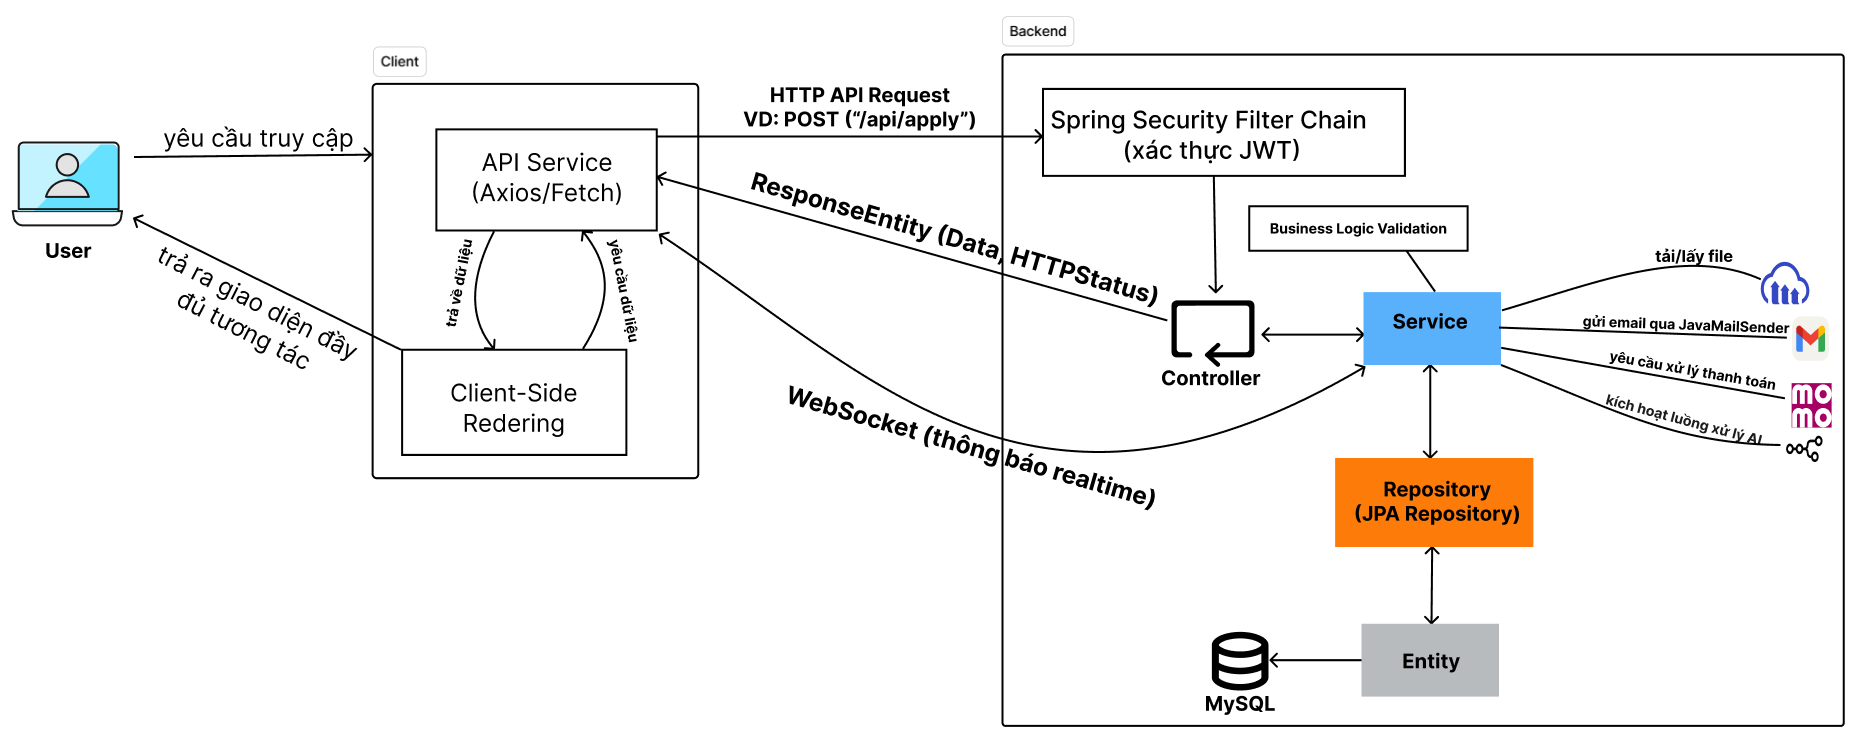 Backend
Client
HTTP API Request
VD: POST (“/api/apply”)
Spring Security Filter Chain
(xác thực JWT)
yêu cầu truy cập
API Service
(Axios/Fetch)
User
ResponseEntity (Data, HTTPStatus)
Business Logic Validation
tải/lấy file
trả ra giao diện đầy
đủ tương tác
trả về dữ liệu
yêu cầu dữ liệu
Service
gửi email qua JavaMailSender
yêu cầu xử lý thanh toán
mo
mo
kích hoạt luồng xử lý AI
Controller
Client-Side
Redering
WebSocket (thông báo realtime)
Repository
(JPA Repository)
Entity
MySQL